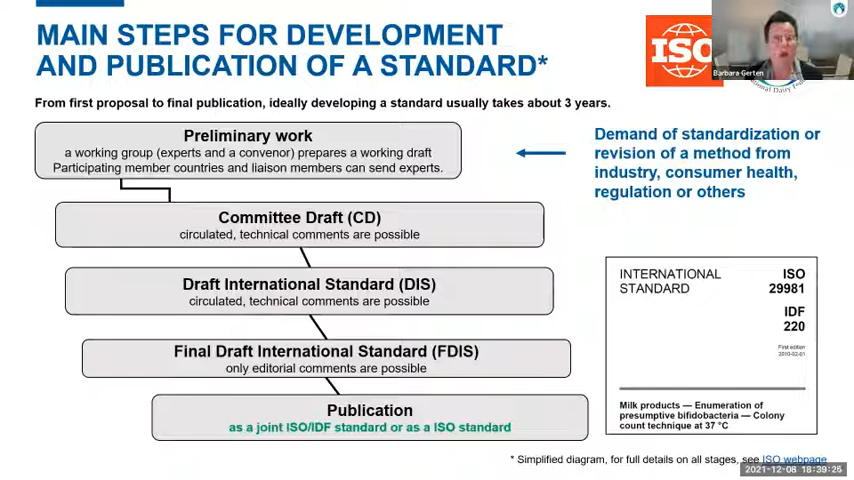 MAIN STEPS FOR DEVELOPMENT
AND PUBLICATION OF A STANDARD*
ISO
Barbara Gerten
From first proposal to final publication, ideally developing a standard usually takes about 3 years.
Preliminary work
a working group (experts and a convenor) prepares a working draft
Participating member countries and liaison members can send experts.
Demand of standardization or
revision of a method from
industry, consumer health,
regulation or others
Committee Draft (CD)
circulated, technical comments are possible
Draft International Standard (DIS)
circulated, technical comments are possible
Final Draft International Standard (FDIS)
only editorial comments are possible
Publication
as a joint ISO/IDF standard or as a ISO standard
INTERNATIONAL
STANDARD
ISO
29981
IDF
220
First edition
2010-02-01
Milk products — Enumeration of
presumptive bifidobacteria — Colony
count technique at 37 °C
* Simplified diagram, for full details on all stages, see ISO webpage
2021-12-08 18:39:25